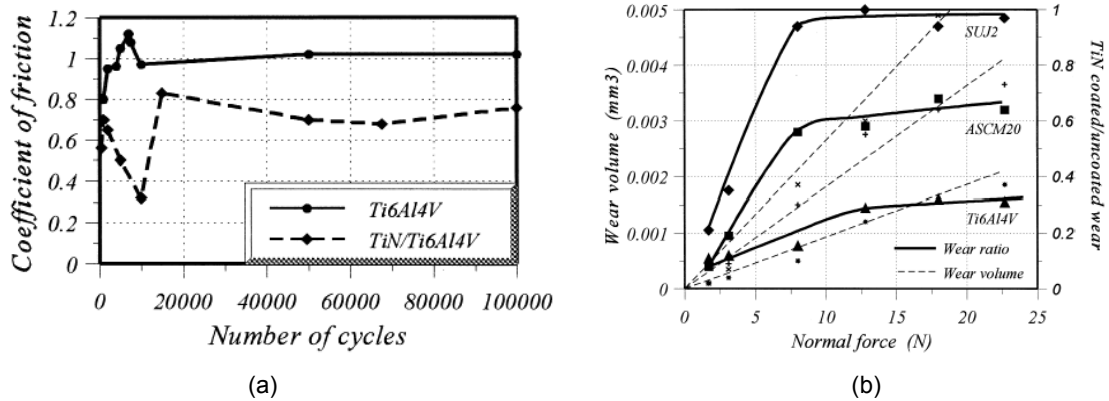 Coefficient of friction
1.2
1
0.8
0.6
0.4
0.2
0
Ti6Al4V
TiN/Ti6Al4V
0 20000 40000 60000 80000 100000
Number of cycles
(a)
Wear volume (mm3)
0.005
0.005
0.004
0.003
0.002
0.001
0.000
SUJ2
ASCM20
Ti6Al4V
Wear ratio
Wear volume
1
0.8
0.6
0.4
0.2
0
TiN coated/uncoated wear
0 5 10 15 20 25
Normal force (N)
(b)